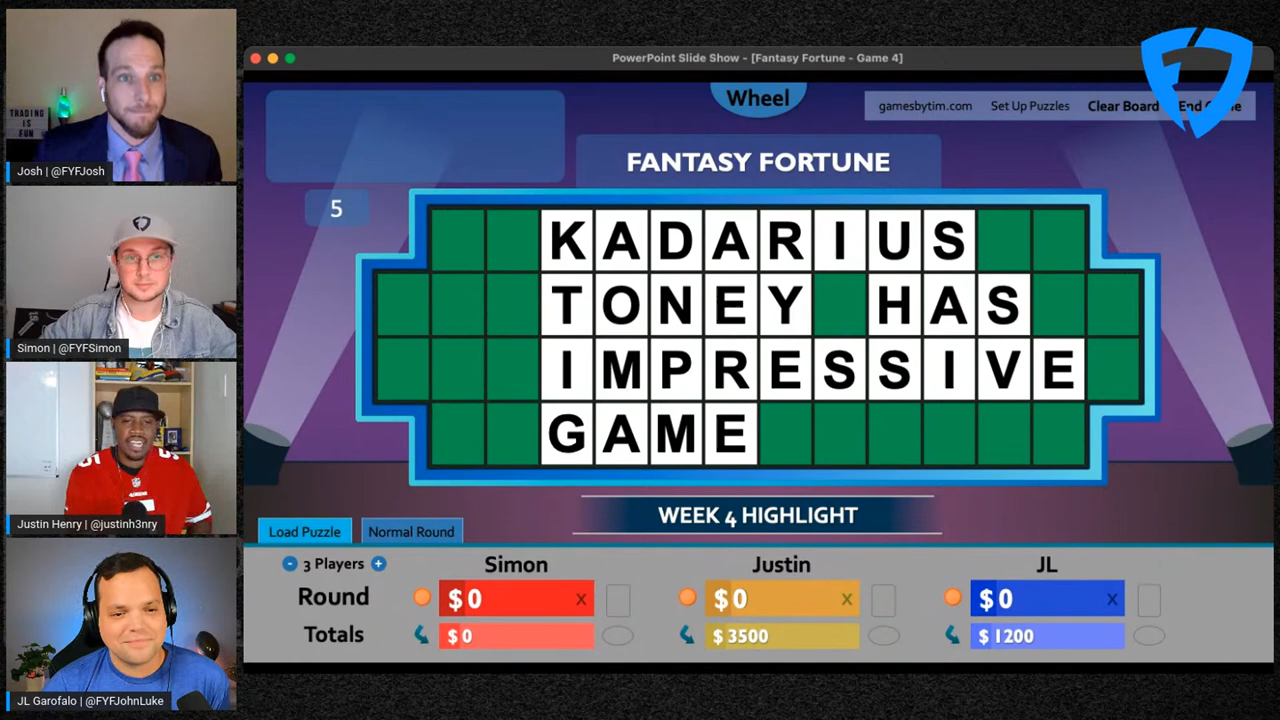 PowerPoint Slide Show - [Fantasy Fortune - Game 4]
Wheel
gamesbytim.com Set Up Puzzles Clear Board End Game
FANTASY FORTUNE
5
KADARIUS
TONEY HAS
IMPRESSIVE
GAME
WEEK 4 HIGHLIGHT
Load Puzzle Normal Round
- 3 Players + Simon Justin JL
Round $ 0 x $ 0 x $ 0 x
Totals $ 0 $ 3500 $ 1200
TRADING
IS
FUN
Josh | @FYFJosh
Simon | @FYFSimon
Justin Henry | @justinh3nry
JL Garofalo | @FYFJohnLuke